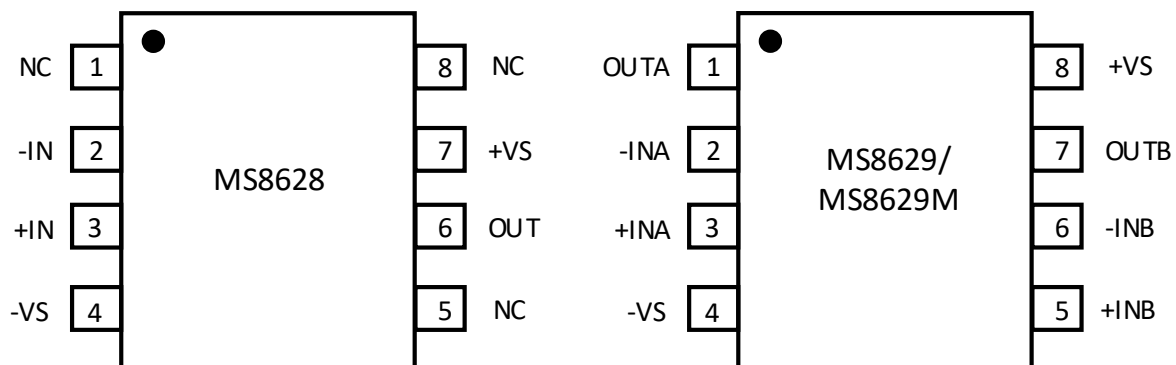 NC 1 8 NC
-IN 2 7 +VS
MS8628
+IN 3 6 OUT
-VS 4 5 NC
OUTA 1 8 +VS
-INA 2 7 OUTB
MS8629/
MS8629M
+INA 3 6 -INB
-VS 4 5 +INB